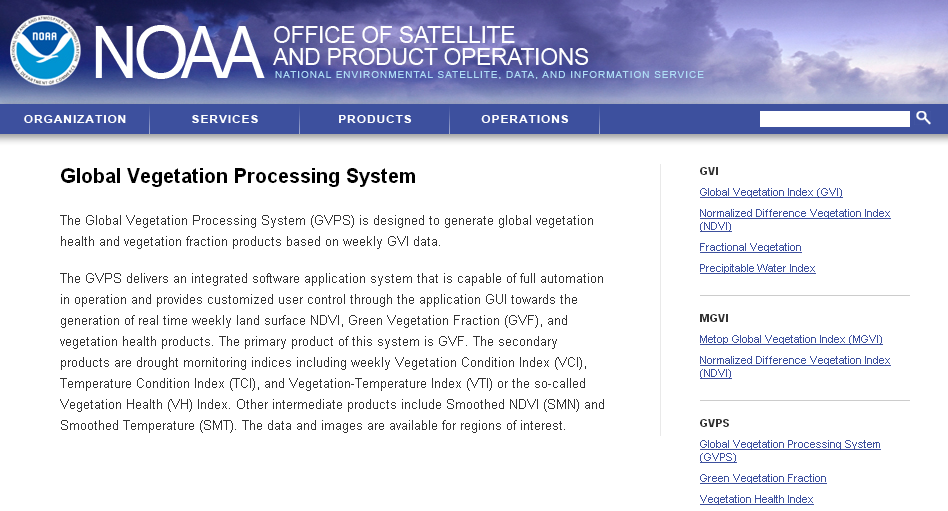 NOAA
NOAA
OFFICE OF SATELLITE
AND PRODUCT OPERATIONS
NATIONAL ENVIRONMENTAL SATELLITE, DATA, AND INFORMATION SERVICE
ORGANIZATION
SERVICES
PRODUCTS
OPERATIONS
Global Vegetation Processing System
The Global Vegetation Processing System (GVPS) is designed to generate global vegetation
health and vegetation fraction products based on weekly GVI data.
The GVPS delivers an integrated software application system that is capable of full automation
in operation and provides customized user control through the application GUI towards the
generation of real time weekly land surface NDVI, Green Vegetation Fraction (GVF), and
vegetation health products. The primary product of this system is GVF. The secondary
products are drought mornitoring indices including weekly Vegetation Condition Index (VCI),
Temperature Condition Index (TCI), and Vegetation-Temperature Index (VTI) or the so-called
Vegetation Health (VH) Index. Other intermediate products include Smoothed NDVI (SMN) and
Smoothed Temperature (SMT). The data and images are available for regions of interest.
GVI
Global Vegetation Index (GVI)
Normalized Difference Vegetation Index
(NDVI)
Fractional Vegetation
Precipitable Water Index
MGVI
Metop Global Vegetation Index (MGVI)
Normalized Difference Vegetation Index
(NDVI)
GVPS
Global Vegetation Processing System
(GVPS)
Green Vegetation Fraction
Vegetation Health Index